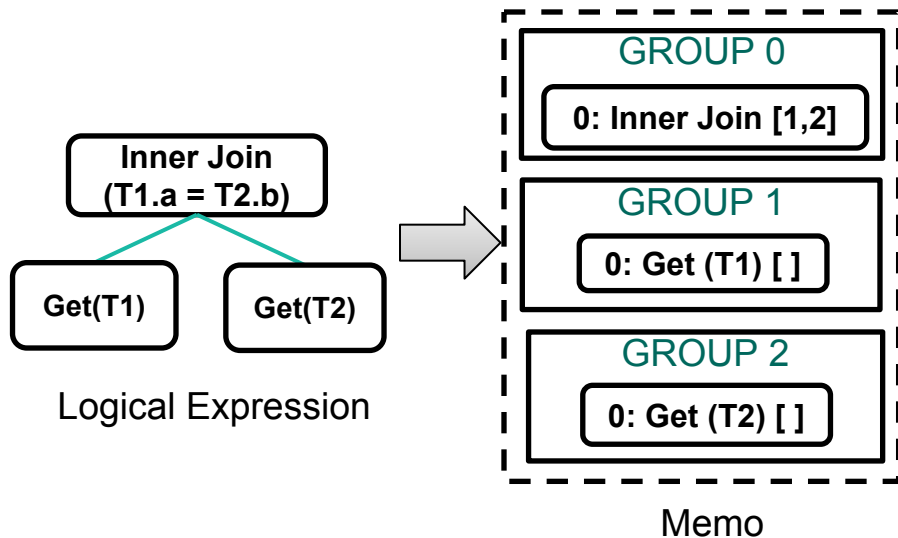 Inner Join
(T1.a = T2.b)
Get(T1)
Get(T2)
Logical Expression
GROUP 0
0: Inner Join [1,2]
GROUP 1
0: Get (T1) [ ]
GROUP 2
0: Get (T2) [ ]
Memo